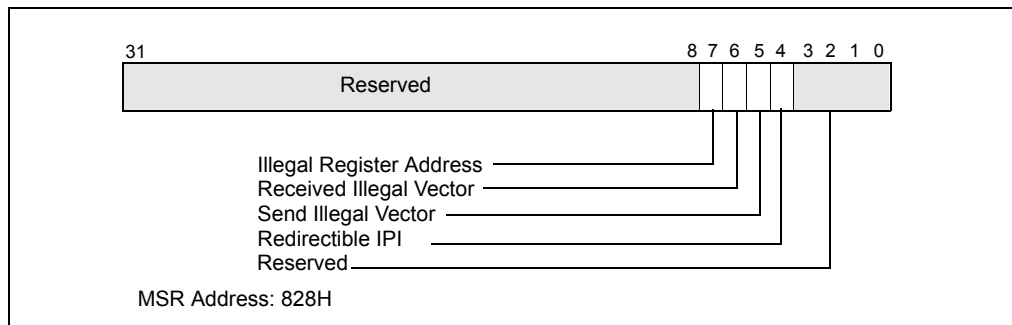 31 8 7 6 5 4 3 2 1 0
Reserved
Illegal Register Address
Received Illegal Vector
Send Illegal Vector
Redirectible IPI
Reserved
MSR Address: 828H